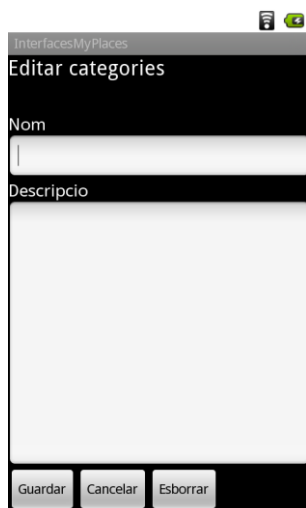 InterfacesMyPlaces
Editar categories
Nom
Descripcio
Guardar Cancelar Esborrar